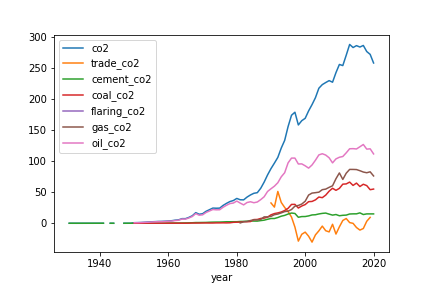 300
250
200
150
100
50
0
co2
trade_co2
cement_co2
coal_co2
flaring_co2
gas_co2
oil_co2
1940 1960 1980 2000 2020
year